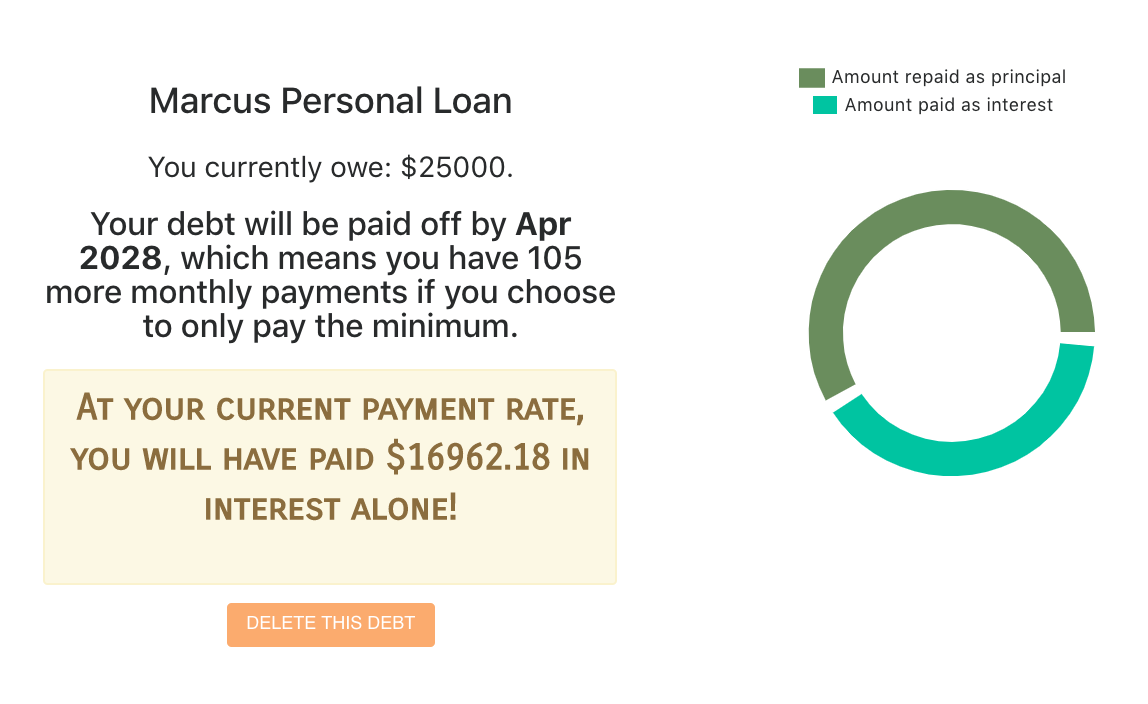 Marcus Personal Loan
You currently owe: $25000.
Your debt will be paid off by Apr
2028, which means you have 105
more monthly payments if you choose
to only pay the minimum.
At your current payment rate,
you will have paid $16962.18 in
interest alone!
DELETE THIS DEBT
Amount repaid as principal
Amount paid as interest